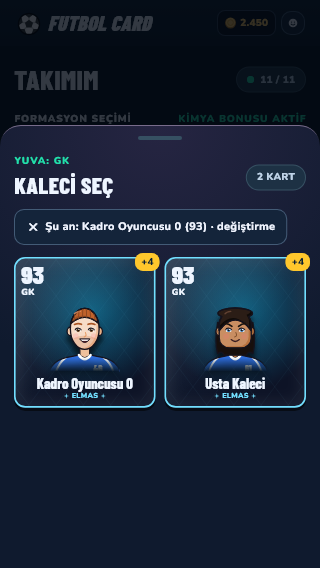 FUTBOL CARD
2.450
TAKIMIM
11 / 11
FORMASYON SEÇİMİ
KİMYA BONUSU AKTİF
YUVA: GK
KALECİ SEÇ
2 KART
✕ Şu an: Kadro Oyuncusu 0 (93) · değiştirme
+4
93
GK
Kadro Oyuncusu 0
+ ELMAS +
+4
93
GK
Usta Kaleci
+ ELMAS +